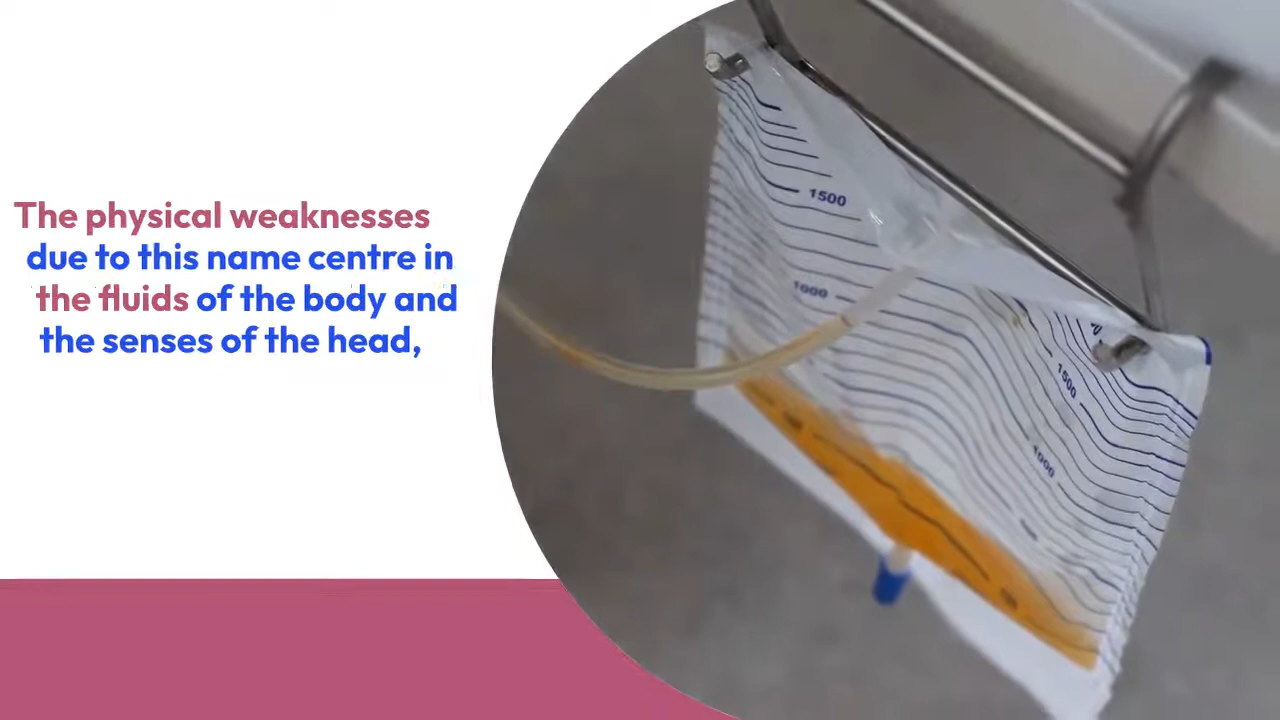 The physical weaknesses
due to this name centre in
the fluids of the body and
the senses of the head,
1500
1000
1500
1000